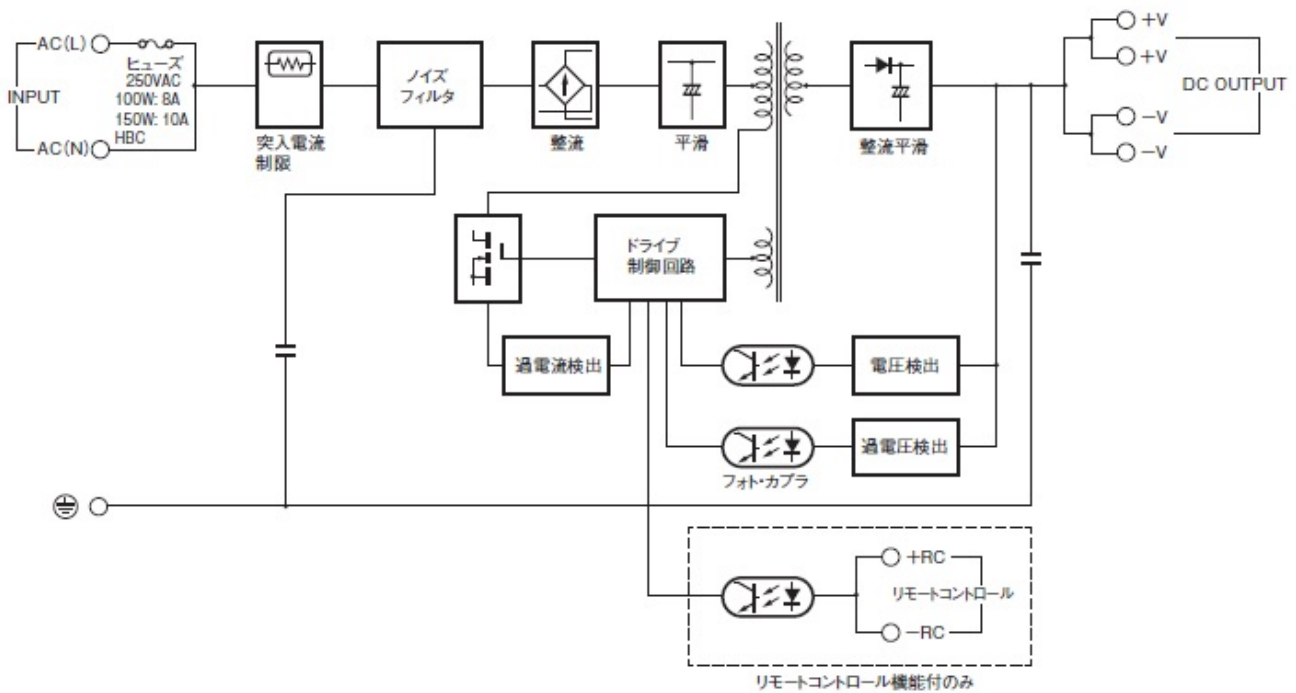 AC(L)
ヒューズ
250VAC
100W: 8A
150W: 10A
HBC
INPUT
AC(N)
突入電流
制限
ノイズ
フィルタ
整流
平滑
整流平滑
+V
+V
DC OUTPUT
−V
−V
ドライブ
制御回路
過電流検出
電圧検出
過電圧検出
フォト・カプラ
+RC
リモートコントロール
−RC
リモートコントロール機能付のみ